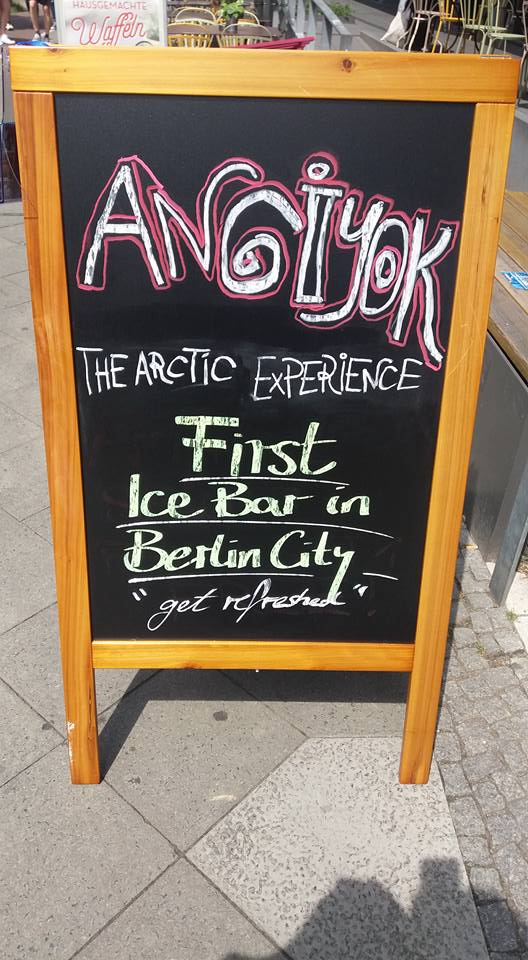 HAUSGEMACHTE
Waffeln
ANGIYOK
THE ARCTIC EXPERIENCE
First
Ice Bar in
Berlin City
"get refreshed"